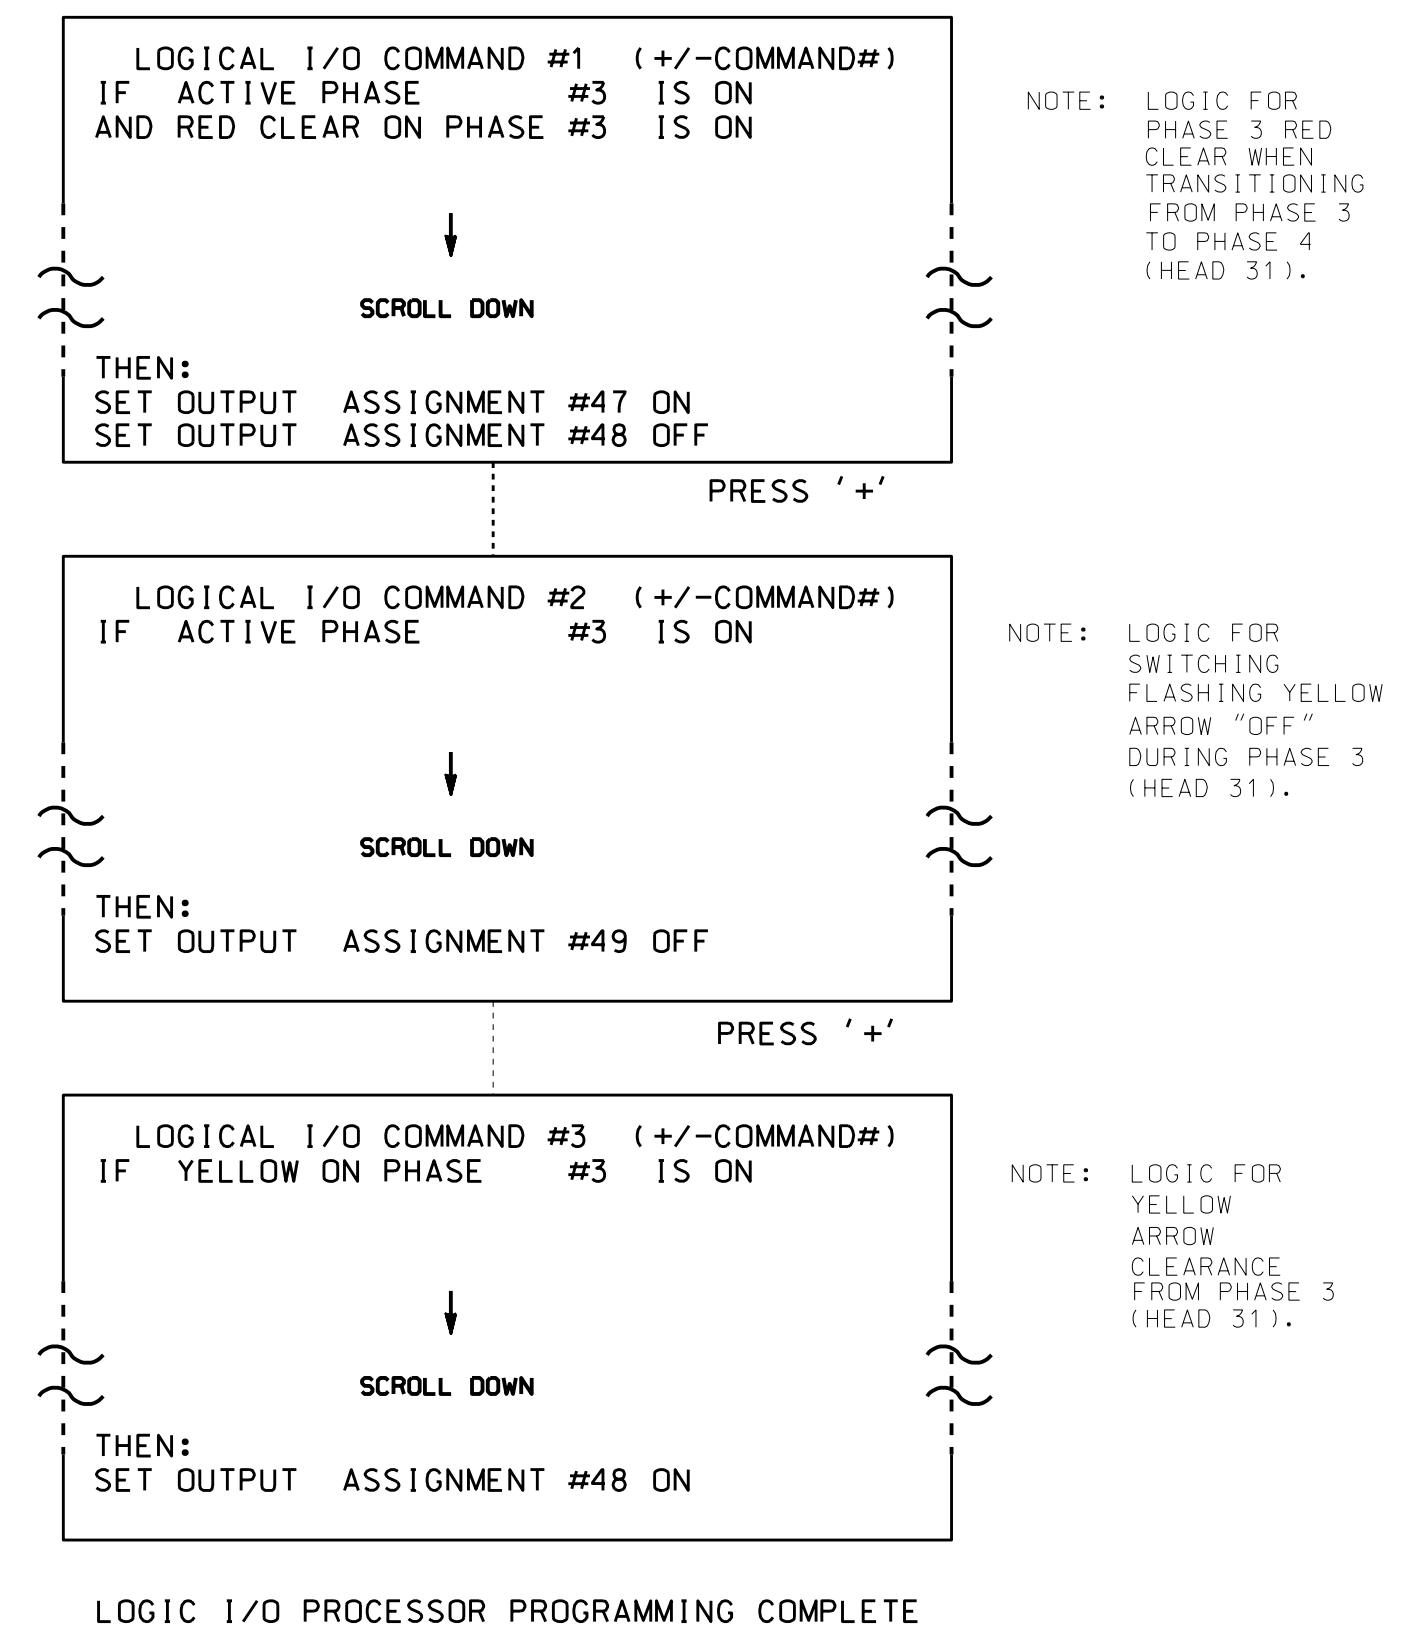 LOGICAL I/O COMMAND #1 (+/-COMMAND#)
IF ACTIVE PHASE #3 IS ON
AND RED CLEAR ON PHASE #3 IS ON
SCROLL DOWN
THEN:
SET OUTPUT ASSIGNMENT #47 ON
SET OUTPUT ASSIGNMENT #48 OFF
NOTE: LOGIC FOR
PHASE 3 RED
CLEAR WHEN
TRANSITIONING
FROM PHASE 3
TO PHASE 4
(HEAD 31).
PRESS '+'
LOGICAL I/O COMMAND #2 (+/-COMMAND#)
IF ACTIVE PHASE #3 IS ON
SCROLL DOWN
THEN:
SET OUTPUT ASSIGNMENT #49 OFF
NOTE: LOGIC FOR
SWITCHING
FLASHING YELLOW
ARROW "OFF"
DURING PHASE 3
(HEAD 31).
PRESS '+'
LOGICAL I/O COMMAND #3 (+/-COMMAND#)
IF YELLOW ON PHASE #3 IS ON
SCROLL DOWN
THEN:
SET OUTPUT ASSIGNMENT #48 ON
NOTE: LOGIC FOR
YELLOW
ARROW
CLEARANCE
FROM PHASE 3
(HEAD 31).
LOGIC I/O PROCESSOR PROGRAMMING COMPLETE